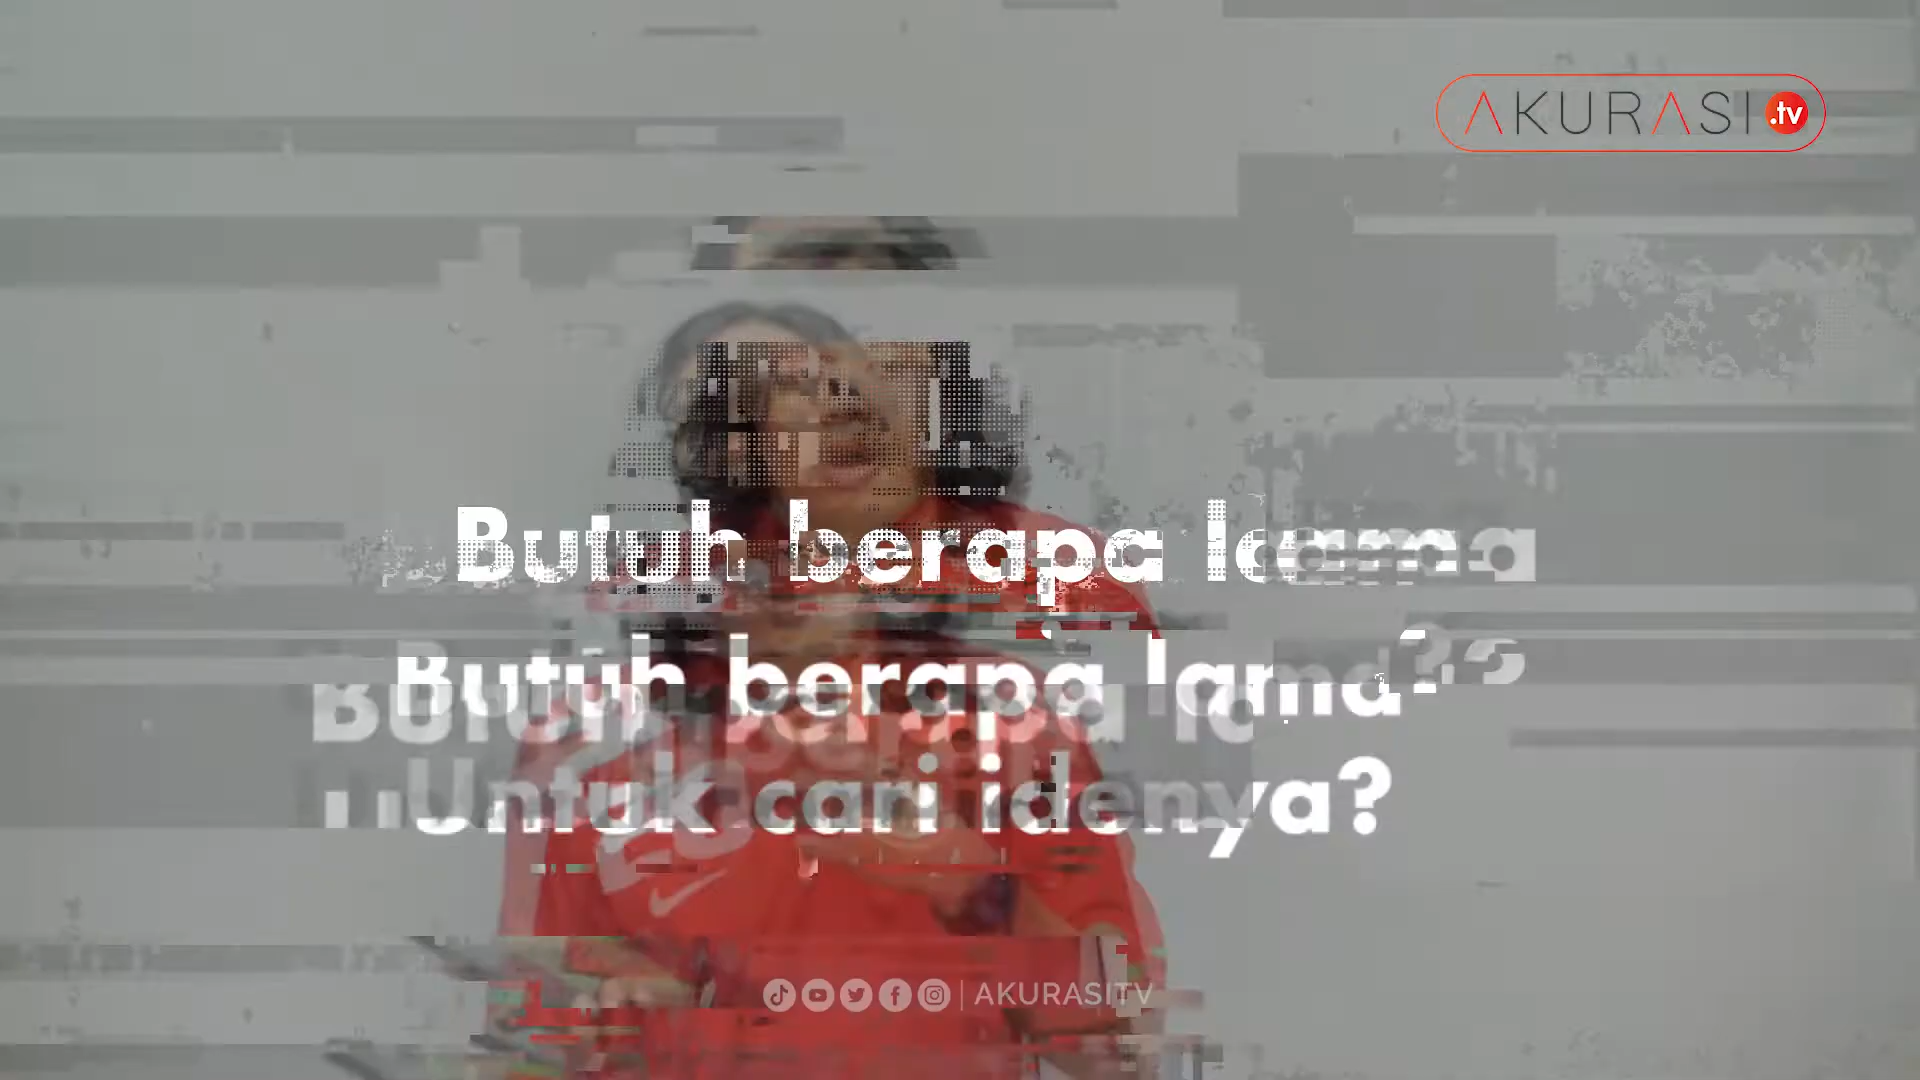 AKURASI.tv
Butuh berapa lama
Butuh berapa lama?
Untuk cari idenya?
AKURASITV